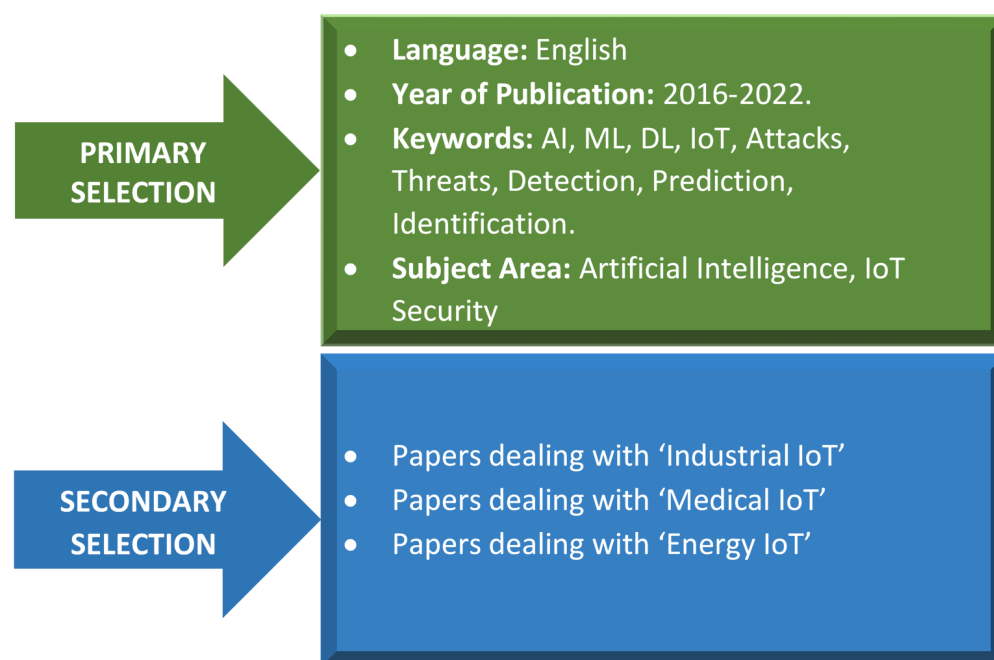 PRIMARY
SELECTION
• Language: English
• Year of Publication: 2016-2022.
• Keywords: AI, ML, DL, IoT, Attacks,
Threats, Detection, Prediction,
Identification.
• Subject Area: Artificial Intelligence, IoT
Security
SECONDARY
SELECTION
• Papers dealing with ‘Industrial IoT’
• Papers dealing with ‘Medical IoT’
• Papers dealing with ‘Energy IoT’